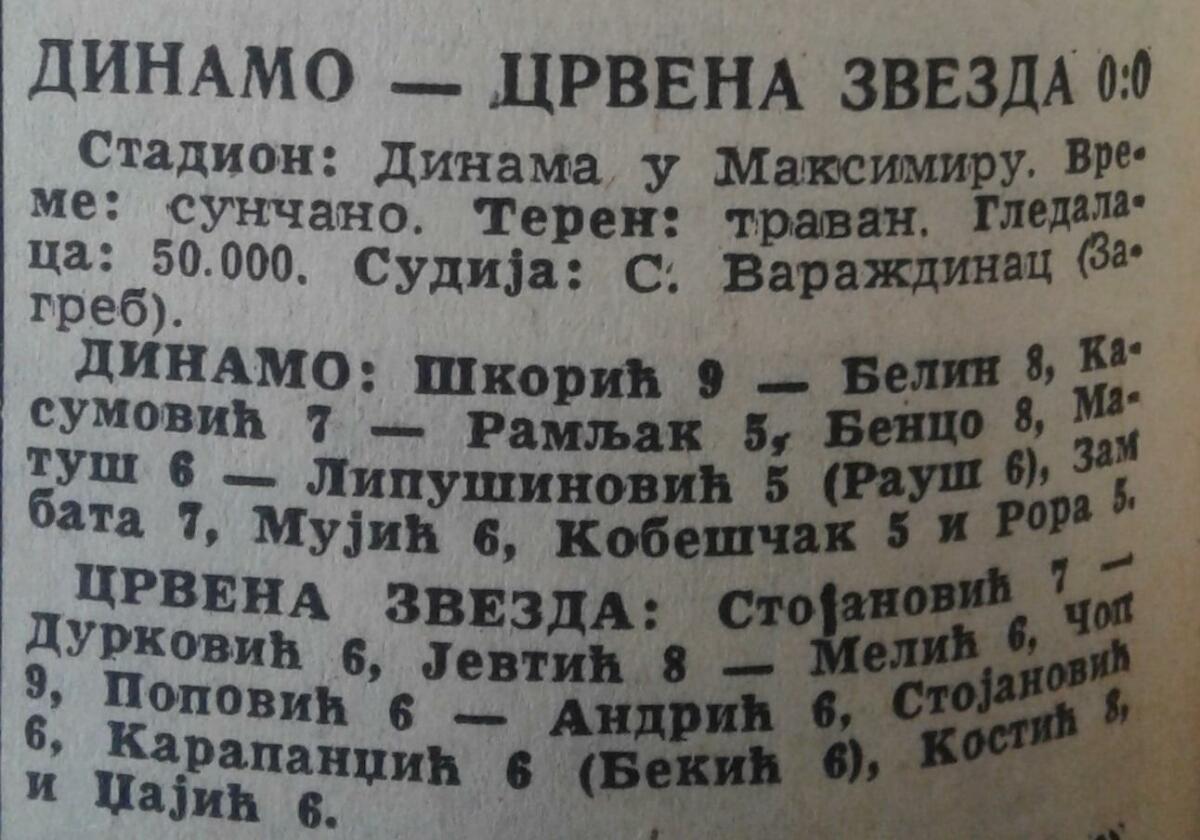 ДИНАМО — ЦРВЕНА ЗВЕЗДА 0:0
Стадион: Динама у Максимиру. Вре-
ме: сунчано. Терен: траван. Гледала-
ца: 50.000. Судија: С. Вараждинац (За-
греб).
ДИНАМО: Шкорић 9 — Белин 8, Ка-
сумовић 7 — Рамљак 5, Бенцо 8, Ма-
туш 6 — Липушиновић 5 (Рауш 6), Зам
бата 7, Мујић 6, Кобешчак 5 и Рора 5.
ЦРВЕНА ЗВЕЗДА: Стојановић 7 —
Дурковић 6, Јевтић 8 — Мелић 6, Чоп
9, Поповић 6 — Андрић 6, Стојановић
6, Карапанџић 6 (Бекић 6), Костић 8,
и Џајић 6.